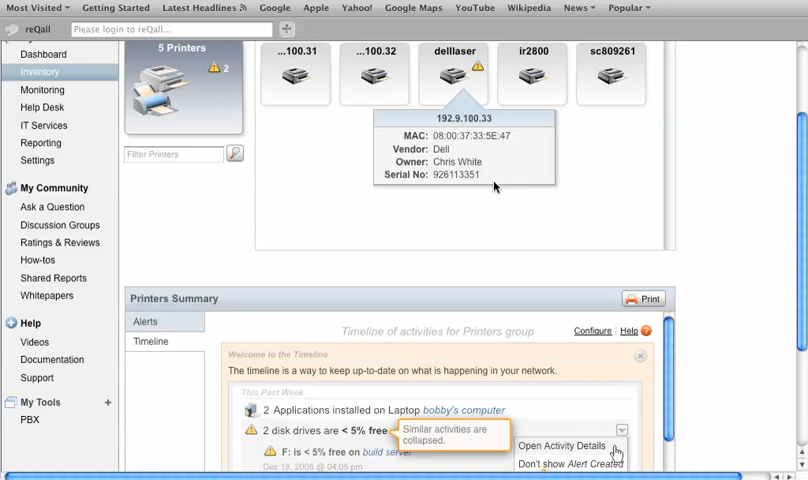 Most Visited Getting Started Latest Headlines Google Apple Yahoo! Google Maps YouTube Wikipedia News Popular
reQall Please login to reQall
Dashboard
Inventory
Monitoring
Help Desk
IT Services
Reporting
Settings
My Community
Ask a Question
Discussion Groups
Ratings & Reviews
How-tos
Shared Reports
Whitepapers
Help
Videos
Documentation
Support
My Tools +
PBX
5 Printers
2
Filter Printers
...100.31 ...100.32 delllaser ir2800 sc809261
192.9.100.33
MAC: 08:00:37:33:5E:47
Vendor: Dell
Owner: Chris White
Serial No: 926113351
Printers Summary Print
Alerts
Timeline
Timeline of activities for Printers group Configure Help ?
Welcome to the Timeline
The timeline is a way to keep up-to-date on what is happening in your network.
This Past Week
2 Applications installed on Laptop bobby's computer
2 disk drives are < 5% free
Similar activities are
collapsed.
Open Activity Details
F: is < 5% free on build server
Don't show Alert Created
Dec 18, 2008 @ 04.05 pm